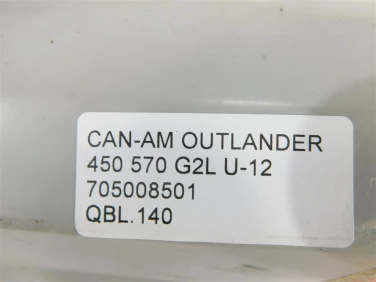 CAN-AM OUTLANDER
450 570 G2L U-12
705008501
QBL.140